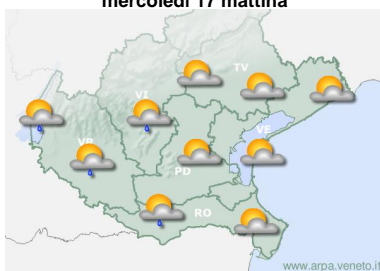 mercoledì 17 mattina
TV
VI
VE
VR
PD
RO
www.arpa.veneto.it